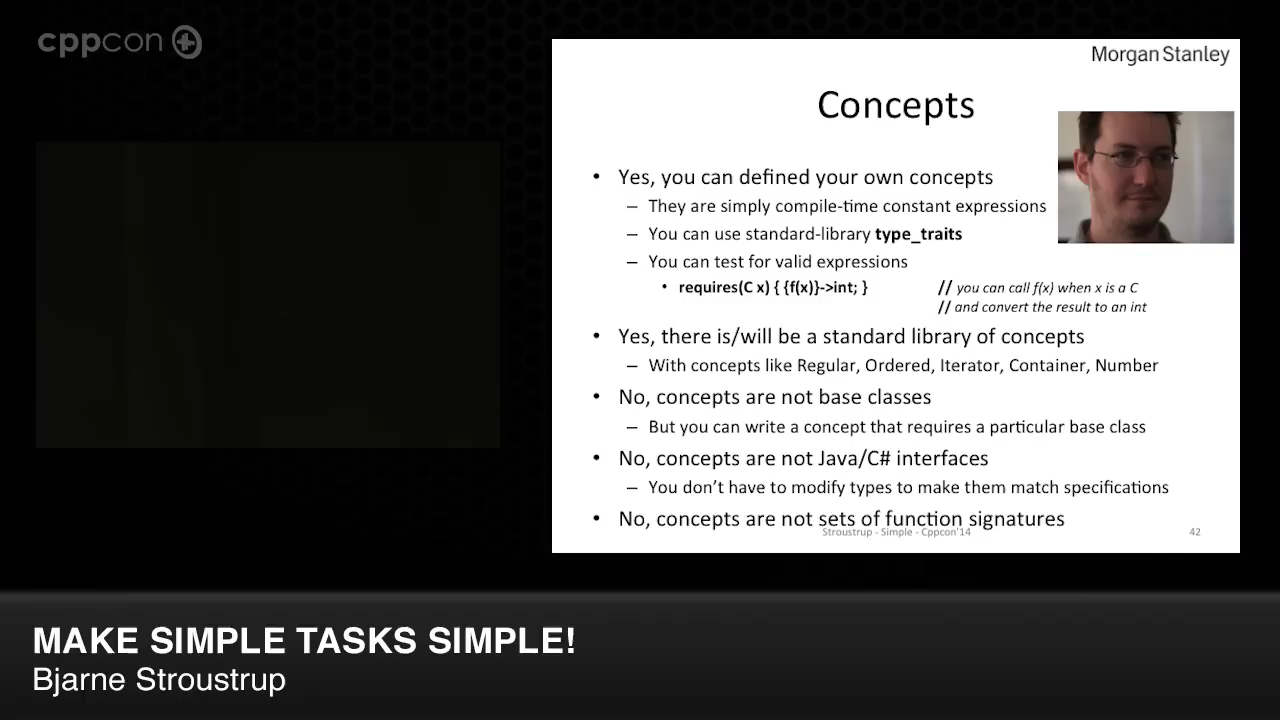 cppcon
Morgan Stanley
Concepts
• Yes, you can defined your own concepts
– They are simply compile-time constant expressions
– You can use standard-library type_traits
– You can test for valid expressions
• requires(C x) { {f(x)}->int; } // you can call f(x) when x is a C
// and convert the result to an int
• Yes, there is/will be a standard library of concepts
– With concepts like Regular, Ordered, Iterator, Container, Number
• No, concepts are not base classes
– But you can write a concept that requires a particular base class
• No, concepts are not Java/C# interfaces
– You don't have to modify types to make them match specifications
• No, concepts are not sets of function signatures
Stroustrup - Simple - Cppcon'14 42
MAKE SIMPLE TASKS SIMPLE!
Bjarne Stroustrup